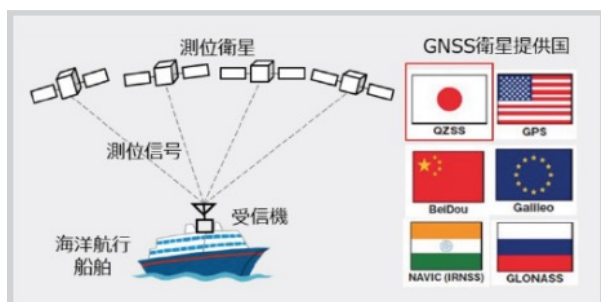 測位衛星
測位信号
受信機
海洋航行
船舶
GNSS衛星提供国
QZSS
GPS
BeiDou
Galileo
NAVIC (IRNSS)
GLONASS